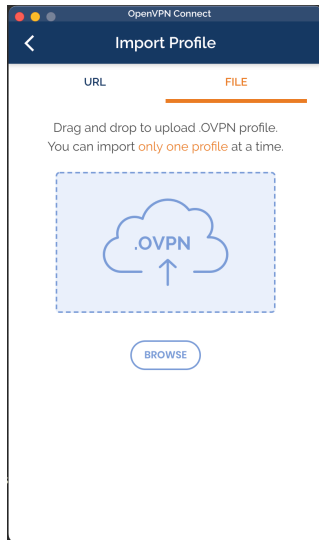 OpenVPN Connect
Import Profile
URL
FILE
Drag and drop to upload .OVPN profile.
You can import only one profile at a time.
.OVPN
BROWSE